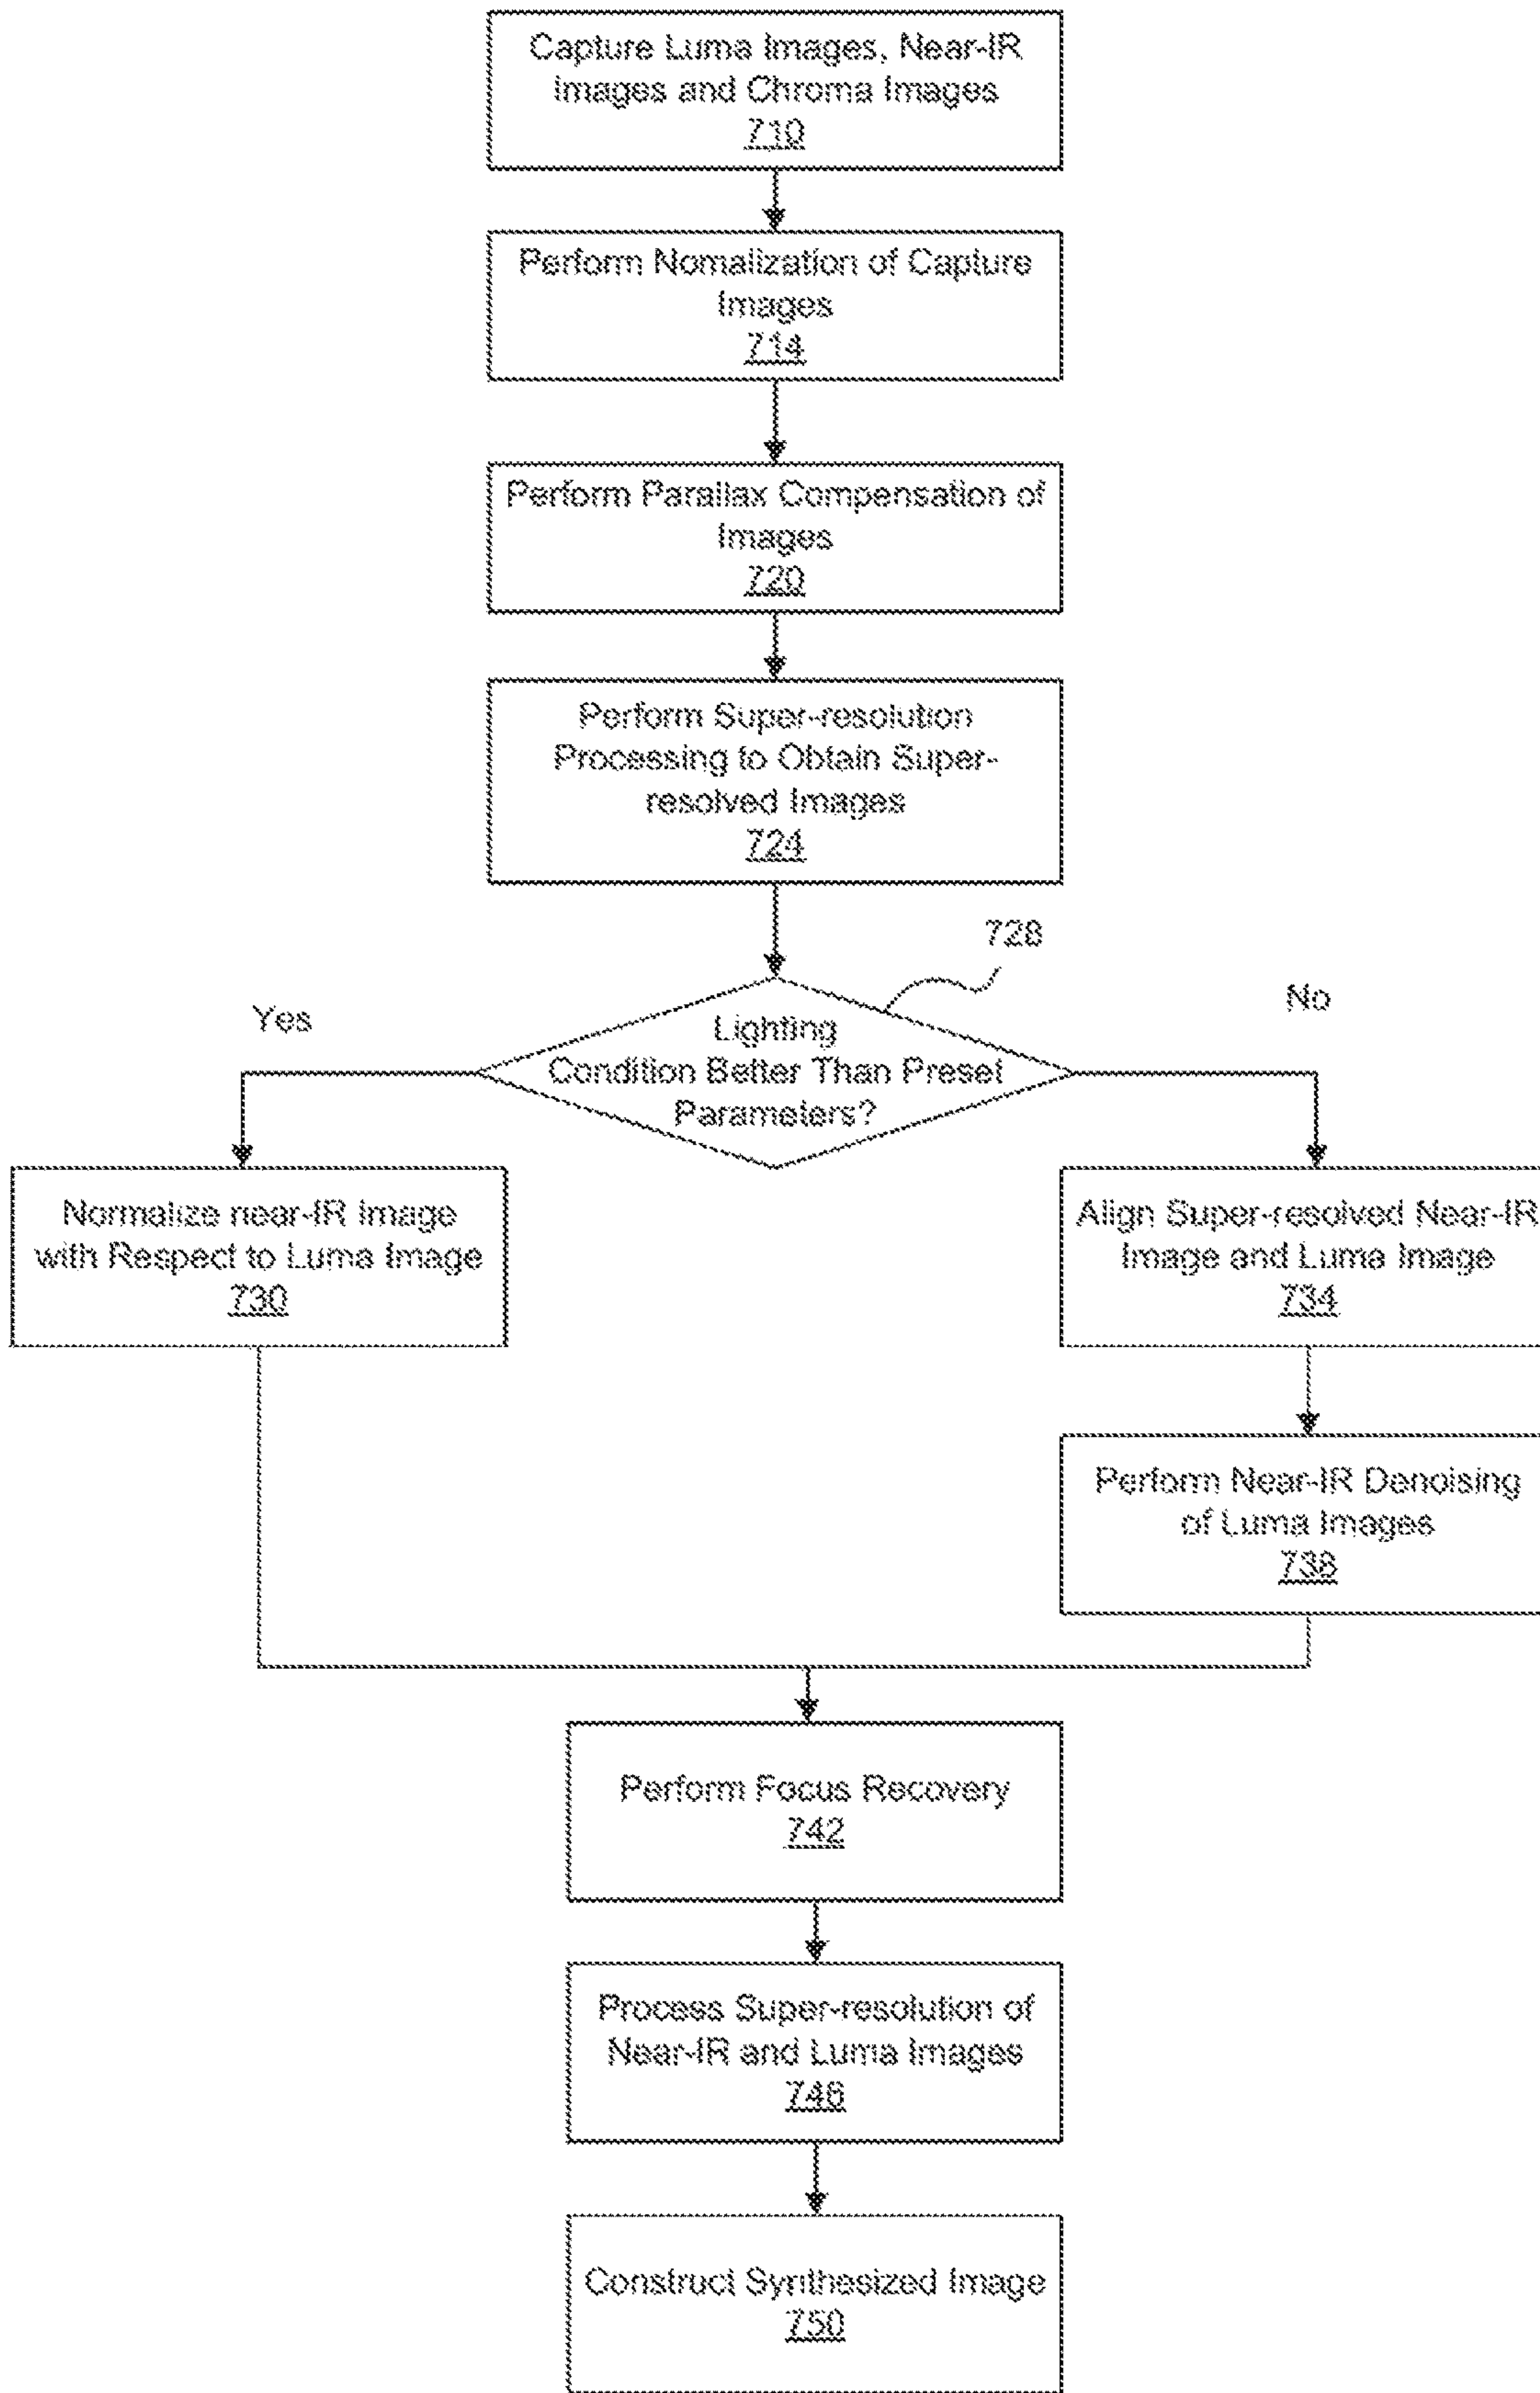 Capture Luma Images, Near-IR
Images and Chroma Images
710
Perform Nomalization of Capture
Images
714
Perform Parallax Compensation of
Images
720
Perform Super-resolution
Processing to Obtain Super-
resolved Images
724
728
Yes
No
Lighting
Condition Better Than Preset
Parameters?
Normalize near-IR Image
with Respect to Luma Image
730
Align Super-resolved Near-IR
Image and Luma Image
734
Perform Near-IR Denoising
of Luma Images
738
Perform Focus Recovery
742
Process Super-resolution of
Near-IR and Luma Images
746
Construct Synthesized Image
750